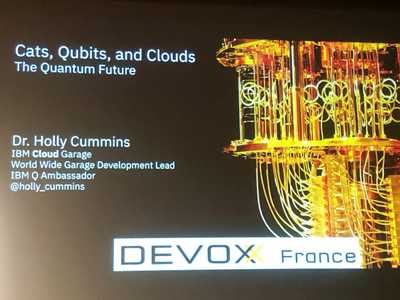 Cats, Qubits, and Clouds
The Quantum Future
Dr. Holly Cummins
IBM Cloud Garage
World Wide Garage Development Lead
IBM Q Ambassador
@holly_cummins
DEVOXX France